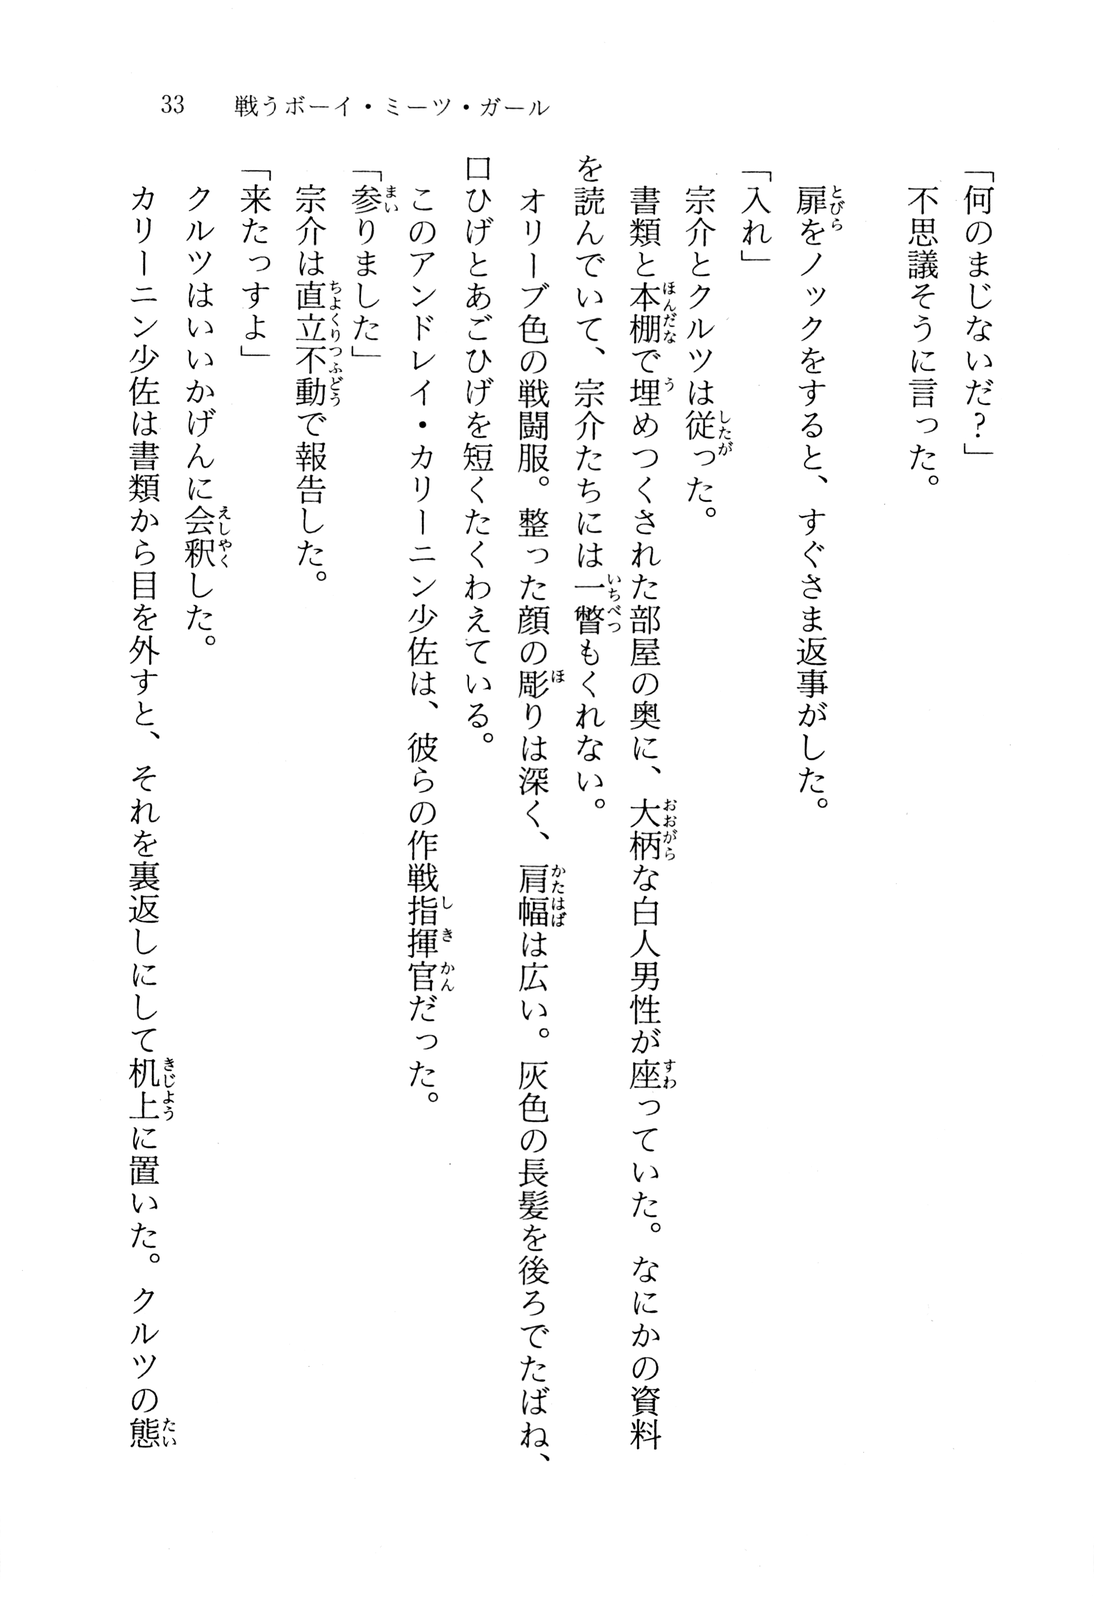 33　戦うボーイ・ミーツ・ガール
「何のまじないだ？」
不思議そうに言った。
扉をノックをすると、すぐさま返事がした。
「入れ」
宗介とクルツは従った。
書類と本棚で埋めつくされた部屋の奥に、大柄な白人男性が座っていた。なにかの資料
を読んでいて、宗介たちには一瞥もくれない。
オリーブ色の戦闘服。整った顔の彫りは深く、肩幅は広い。灰色の長髪を後ろでたばね、
口ひげとあごひげを短くたくわえている。
このアンドレイ・カリーニン少佐は、彼らの作戦指揮官だった。
「参りました」
宗介は直立不動で報告した。
「来たっすよ」
クルツはいいかげんに会釈した。
カリーニン少佐は書類から目を外すと、それを裏返しにして机上に置いた。クルツの態